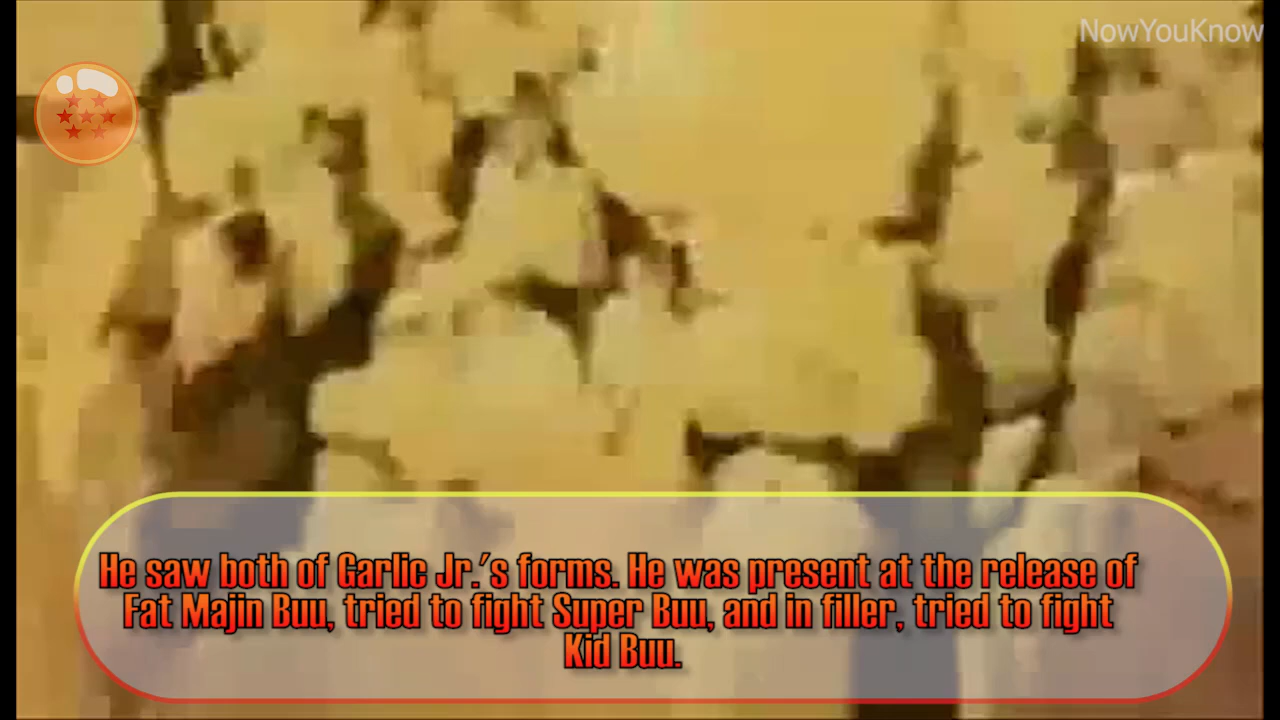 NowYouKnow
He saw both of Garlic Jr.'s forms. He was present at the release of
Fat Majin Buu, tried to fight Super Buu, and in filler, tried to fight
Kid Buu.